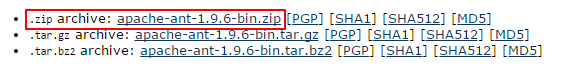 .zip archive: apache-ant-1.9.6-bin.zip [PGP] [SHA1] [SHA512] [MD5]
.tar.gz archive: apache-ant-1.9.6-bin.tar.gz [PGP] [SHA1] [SHA512] [MD5]
.tar.bz2 archive: apache-ant-1.9.6-bin.tar.bz2 [PGP] [SHA1] [SHA512] [MD5]